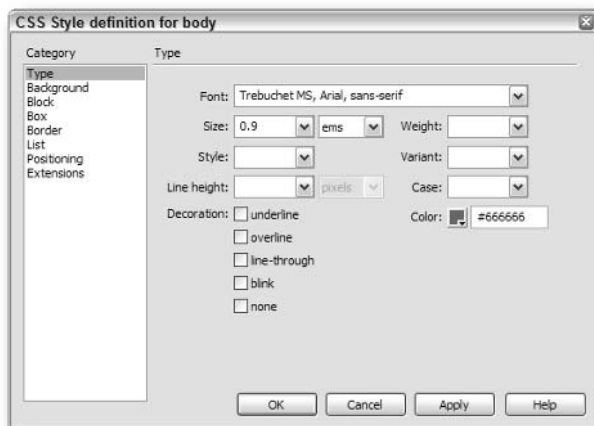 CSS Style definition for body
Category
Type
Type
Background
Block
Box
Border
List
Positioning
Extensions
Font: Trebuchet MS, Arial, sans-serif
Size: 0.9 ems Weight:
Style: Variant:
Line height: pixels Case:
Decoration: underline Color: #666666
overline
line-through
blink
none
OK Cancel Apply Help